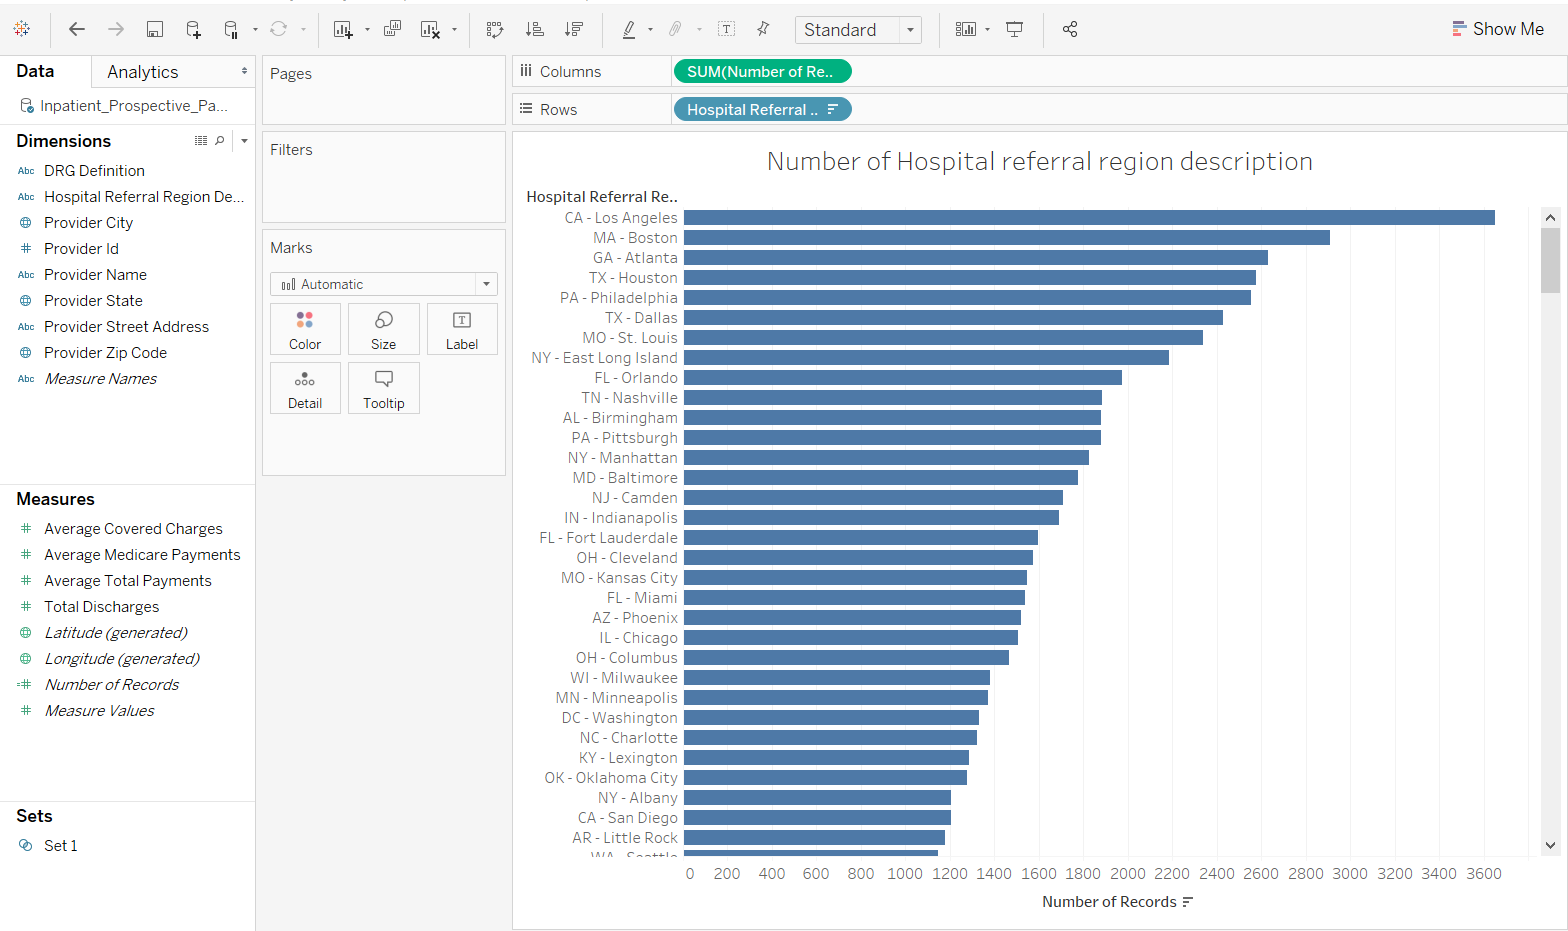 Standard
Show Me
Data
Analytics
Inpatient_Prospective_Pa...
Dimensions
Abc DRG Definition
Abc Hospital Referral Region De...
Provider City
# Provider Id
Abc Provider Name
Provider State
Abc Provider Street Address
Provider Zip Code
Abc Measure Names
Measures
# Average Covered Charges
# Average Medicare Payments
# Average Total Payments
# Total Discharges
Latitude (generated)
Longitude (generated)
=# Number of Records
# Measure Values
Sets
Set 1
Pages
Filters
Marks
Automatic
Color
Size
T
Label
Detail
Tooltip
Columns
SUM(Number of Re..
Rows
Hospital Referral ..
Number of Hospital referral region description
Hospital Referral Re..
CA - Los Angeles
MA - Boston
GA - Atlanta
TX - Houston
PA - Philadelphia
TX - Dallas
MO - St. Louis
NY - East Long Island
FL - Orlando
TN - Nashville
AL - Birmingham
PA - Pittsburgh
NY - Manhattan
MD - Baltimore
NJ - Camden
IN - Indianapolis
FL - Fort Lauderdale
OH - Cleveland
MO - Kansas City
FL - Miami
AZ - Phoenix
IL - Chicago
OH - Columbus
WI - Milwaukee
MN - Minneapolis
DC - Washington
NC - Charlotte
KY - Lexington
OK - Oklahoma City
NY - Albany
CA - San Diego
AR - Little Rock
WA - Seattle
0 200 400 600 800 1000 1200 1400 1600 1800 2000 2200 2400 2600 2800 3000 3200 3400 3600
Number of Records